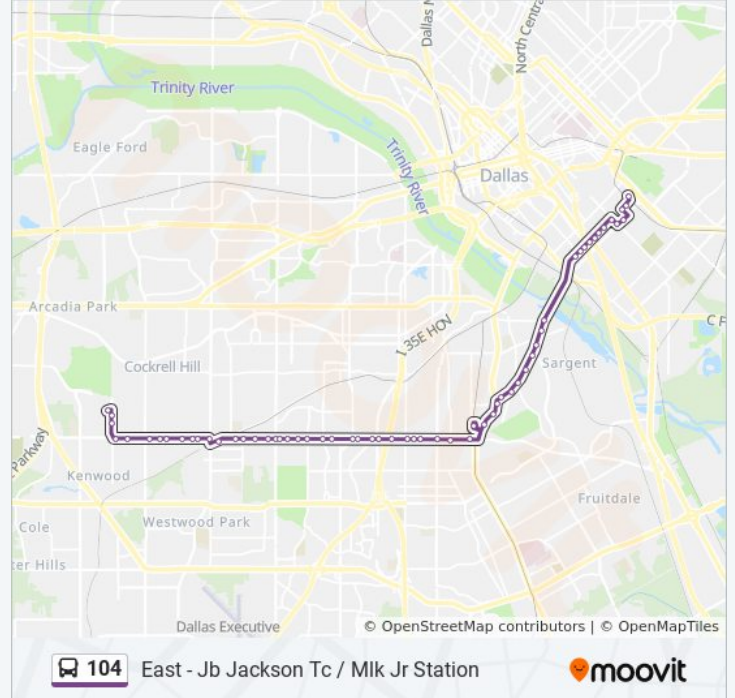 Dallas N
North Centra
Trinity River
Eagle Ford
Trinity River
Dallas
Arcadia Park
I 35E HOV
C F
Cockrell Hill
Sargent
Parkway
Kenwood
Fruitdale
Cole
Westwood Park
ter Hills
Dallas Executive
© OpenStreetMap contributors | © OpenMapTiles
104 East - Jb Jackson Tc / Mlk Jr Station
moovit